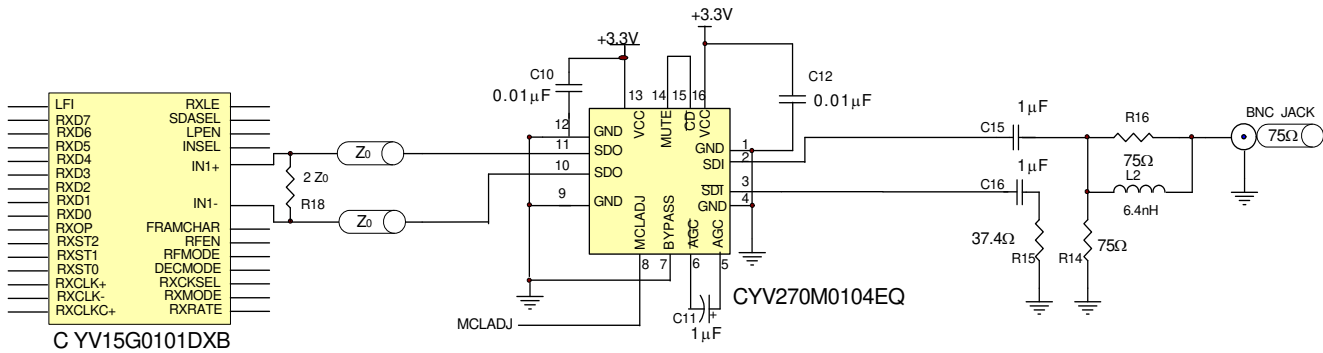 +3.3V
+3.3V
C10
0.01µF
C12
0.01µF
13
14
15
16
VCC
MUTE
CD
VCC
12
GND
11
SDO
10
SDO
9
GND
GND
1
SDI
2
SDI
3
GND
4
MCLADJ
BYPASS
AGC
AGC
8
7
6
5
CYV270M0104EQ
C11
+
1µF
MCLADJ
LFI
RXD7
RXD6
RXD5
RXD4
RXD3
RXD2
RXD1
RXD0
RXOP
RXST2
RXST1
RXST0
RXCLK+
RXCLK-
RXCLKC+
RXLE
SDASEL
LPEN
INSEL
IN1+
IN1-
FRAMCHAR
RFEN
RFMODE
DECMODE
RXCKSEL
RXMODE
RXRATE
C YV15G0101DXB
2 Z0
R18
Z0
Z0
1µF
C15
1µF
C16
R16
75Ω
L2
6.4nH
37.4Ω
R15
75Ω
R14
BNC JACK
75Ω